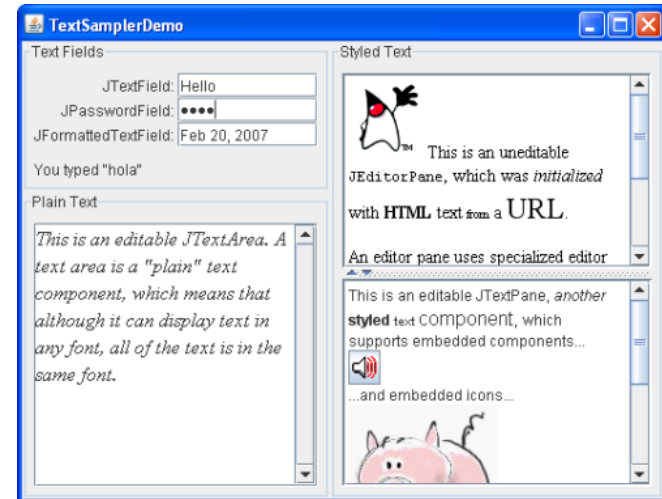 TextSamplerDemo
Text Fields
JTextField: Hello
JPasswordField: ••••
JFormattedTextField: Feb 20, 2007
You typed "hola"
Plain Text
This is an editable JTextArea. A
text area is a "plain" text
component, which means that
although it can display text in
any font, all of the text is in the
same font.
Styled Text
TM This is an uneditable
JEditorPane, which was initialized
with HTML text from a URL.
An editor pane uses specialized editor
This is an editable JTextPane, another
styled text component, which
supports embedded components...
...and embedded icons...